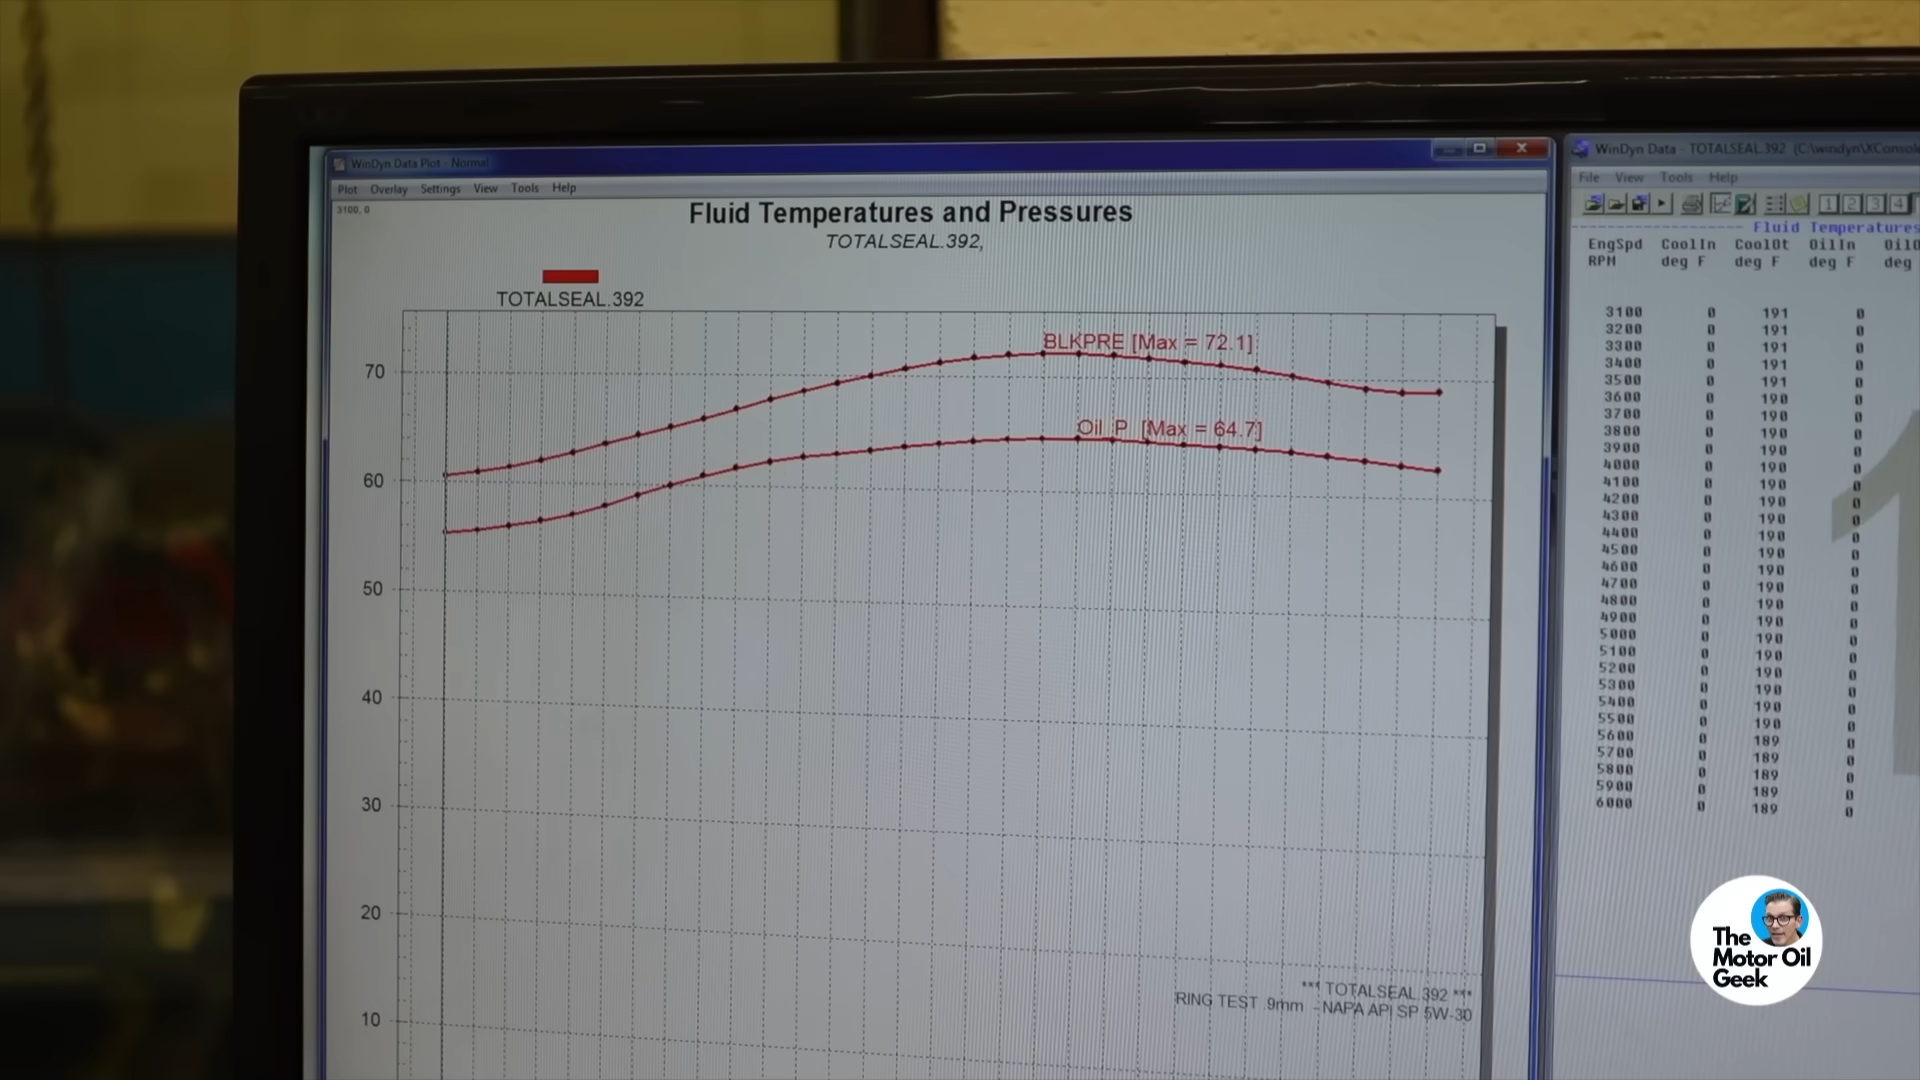 WinDyn Data Plot - Normal
Plot Overlay Settings View Tools Help
3100, 0
Fluid Temperatures and Pressures
TOTALSEAL.392,
TOTALSEAL.392
BLKPRE [Max = 72.1]
Oil P [Max = 64.7]
70
60
50
40
30
20
10
*** TOTALSEAL.392 ***
RING TEST .9mm - NAPA API SP 5W-30
WinDyn Data - TOTALSEAL.392 (C:\windyn\XConsole
File View Tools Help
1 2 3 4
Fluid Temperatures
EngSpd CoolIn CoolOt OilIn OilO
RPM deg F deg F deg F deg
3100 0 191 0
3200 0 191 0
3300 0 191 0
3400 0 191 0
3500 0 191 0
3600 0 190 0
3700 0 190 0
3800 0 190 0
3900 0 190 0
4000 0 190 0
4100 0 190 0
4200 0 190 0
4300 0 190 0
4400 0 190 0
4500 0 190 0
4600 0 190 0
4700 0 190 0
4800 0 190 0
4900 0 190 0
5000 0 190 0
5100 0 190 0
5200 0 190 0
5300 0 190 0
5400 0 190 0
5500 0 190 0
5600 0 189 0
5700 0 189 0
5800 0 189 0
5900 0 189 0
6000 0 189 0
The
Motor Oil
Geek